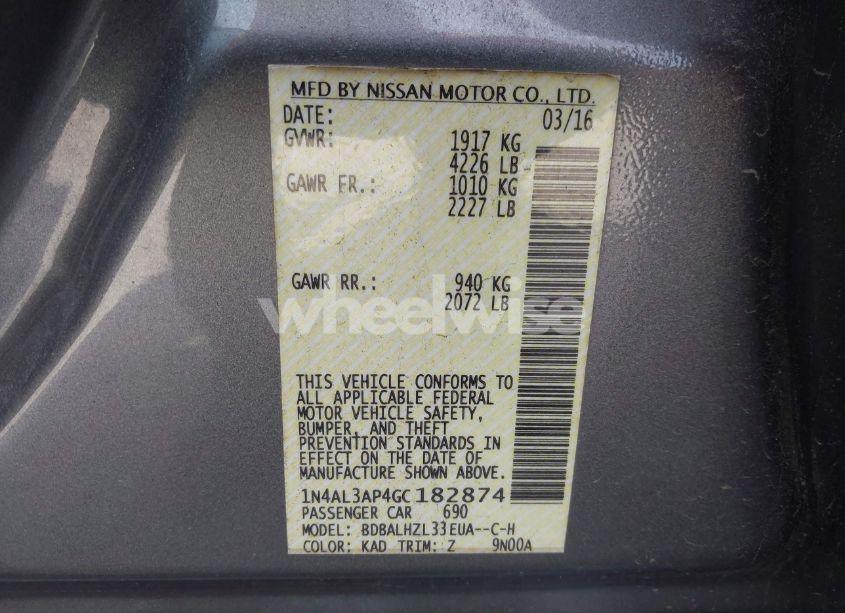 MFD BY NISSAN MOTOR CO., LTD.
DATE: 03/16
GVWR: 1917 KG
4226 LB
GAWR FR.: 1010 KG
2227 LB
GAWR RR.: 940 KG
2072 LB
wheelwise
THIS VEHICLE CONFORMS TO
ALL APPLICABLE FEDERAL
MOTOR VEHICLE SAFETY,
BUMPER, AND THEFT
PREVENTION STANDARDS IN
EFFECT ON THE DATE OF
MANUFACTURE SHOWN ABOVE.
1N4AL3AP4GC182874
PASSENGER CAR 690
MODEL: BDBALHZL33EUA--C-H
COLOR: KAD TRIM: Z 9N00A